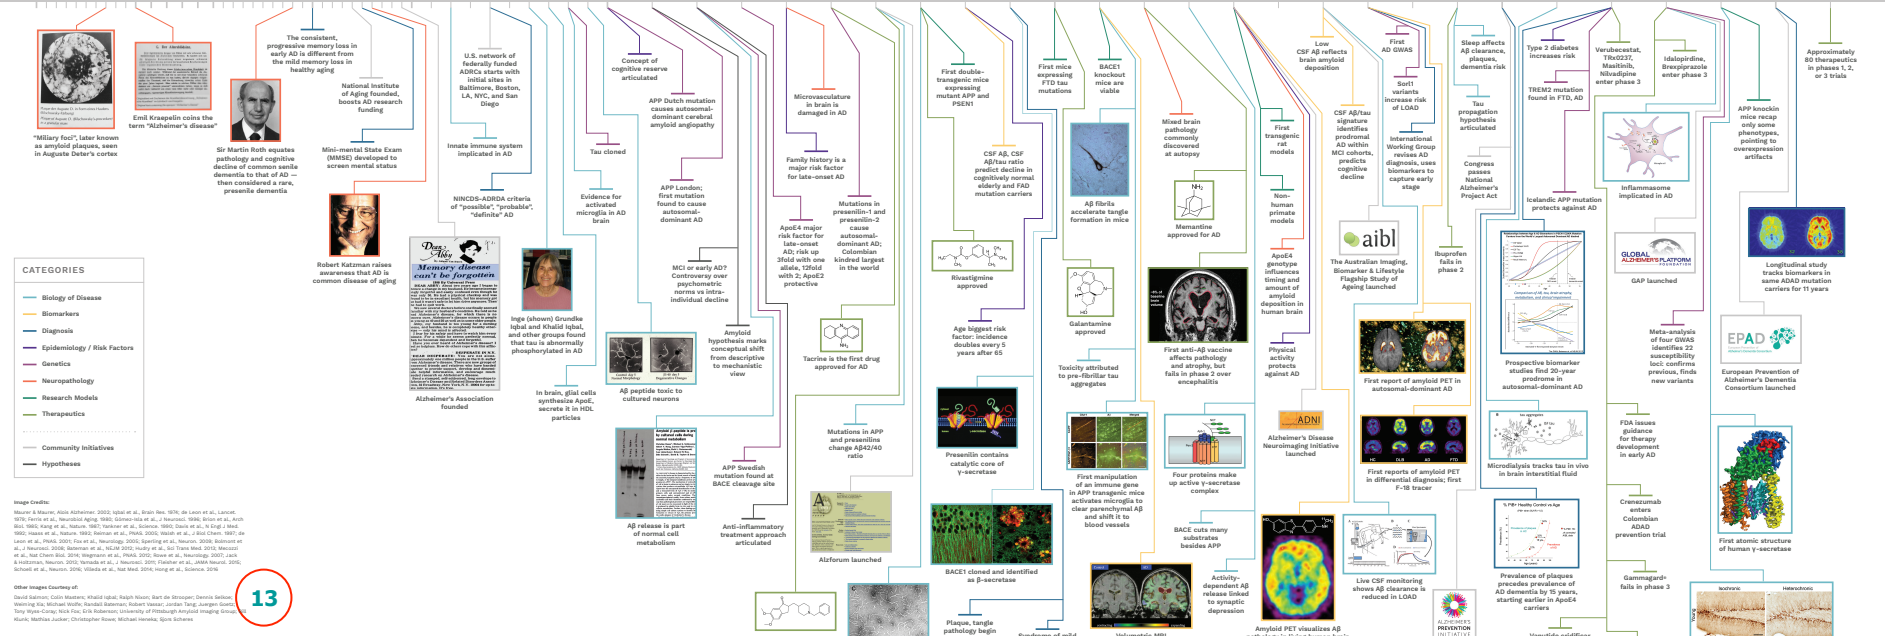 "Miliary foci", later known
as amyloid plaques, seen
in Auguste Deter's cortex
Emil Kraepelin coins the
term "Alzheimer's disease"
Sir Martin Roth equates
pathology and cognitive
decline of common senile
dementia to that of AD —
then considered a rare,
presenile dementia
The consistent,
progressive memory loss in
early AD is different from
the mild memory loss in
healthy aging
National Institute
of Aging founded,
boosts AD research
funding
Mini-mental State Exam
(MMSE) developed to
screen mental status
Robert Katzman raises
awareness that AD is
common disease of aging
U.S. network of
federally funded
ADRCs starts with
initial sites in
Baltimore, Boston,
LA, NYC, and San
Diego
Innate immune system
implicated in AD
NINCDS-ADRDA criteria
of "possible", "probable",
"definite" AD
Dear
Abby
Memory disease
can't be forgotten
Alzheimer's Association
founded
Inge (shown) Grundke
Iqbal and Khalid Iqbal,
and other groups found
that tau is abnormally
phosphorylated in AD
In brain, glial cells
synthesize ApoE,
secrete it in HDL
particles
Tau cloned
Evidence for
activated
microglia in AD
brain
Concept of
cognitive reserve
articulated
Aβ peptide toxic to
cultured neurons
Aβ release is part
of normal cell
metabolism
APP Dutch mutation
causes autosomal-
dominant cerebral
amyloid angiopathy
APP London;
first mutation
found to cause
autosomal-
dominant AD
MCI or early AD?
Controversy over
psychometric
norms vs intra-
individual decline
Amyloid
hypothesis marks
conceptual shift
from descriptive
to mechanistic
view
APP Swedish
mutation found at
BACE cleavage site
Anti-inflammatory
treatment approach
articulated
Microvasculature
in brain is
damaged in AD
Family history is a
major risk factor
for late-onset AD
ApoE4 major
risk factor for
late-onset
AD; risk up
3fold with one
allele, 12fold
with 2; ApoE2
protective
Mutations in
presenilin-1 and
presenilin-2
cause
autosomal-
dominant AD;
Colombian
kindred largest
in the world
Tacrine is the first drug
approved for AD
Mutations in APP
and presenilins
change Aβ42/40
ratio
Alzforum launched
First double-
transgenic mice
expressing
mutant APP and
PSEN1
CSF Aβ, CSF
Aβ/tau ratio
predict decline in
cognitively normal
elderly and FAD
mutation carriers
Rivastigmine
approved
Age biggest risk
factor: incidence
doubles every 5
years after 65
Presenilin contains
catalytic core of
γ-secretase
BACE1 cloned and identified
as β-secretase
Plaque, tangle
pathology begin
Syndrome of mild
First mice
expressing
FTD tau
mutations
BACE1
knockout
mice are
viable
Aβ fibrils
accelerate tangle
formation in mice
Galantamine
approved
Toxicity attributed
to pre-fibrillar tau
aggregates
First manipulation
of an immune gene
in APP transgenic mice
activates microglia to
clear parenchymal Aβ
and shift it to
blood vessels
Volumetric MRI
Mixed brain
pathology
commonly
discovered
at autopsy
NH₂
Memantine
approved for AD
First anti-Aβ vaccine
affects pathology
and atrophy, but
fails in phase 2 over
encephalitis
Four proteins make
up active γ-secretase
complex
BACE cuts many
substrates
besides APP
Activity-
dependent Aβ
release linked
to synaptic
depression
First
transgenic
rat
models
Non-
human
primate
models
ApoE4
genotype
influences
timing and
amount of
amyloid
deposition in
human brain
Physical
activity
protects
against AD
ADNI
Alzheimer's Disease
Neuroimaging Initiative
launched
Amyloid PET visualizes Aβ
Low
CSF Aβ reflects
brain amyloid
deposition
CSF Aβ/tau
signature
identifies
prodromal
AD within
MCI cohorts,
predicts
cognitive
decline
aibl
The Australian Imaging,
Biomarker & Lifestyle
Flagship Study of
Ageing launched
First report of amyloid PET in
autosomal-dominant AD
HC DLB AD FTD
First reports of amyloid PET
in differential diagnosis; first
F-18 tracer
Live CSF monitoring
shows Aβ clearance is
reduced in LOAD
First
AD GWAS
Sorl1
variants
increase risk
of LOAD
International
Working Group
revises AD
diagnosis, uses
biomarkers to
capture early
stage
Ibuprofen
fails in
phase 2
ALZHEIMER'S
PREVENTION
INITIATIVE
Sleep affects
Aβ clearance,
plaques,
dementia risk
Tau
propagation
hypothesis
articulated
Congress
passes
National
Alzheimer's
Project Act
Type 2 diabetes
increases risk
TREM2 mutation
found in FTD, AD
Icelandic APP mutation
protects against AD
Prospective biomarker
studies find 20-year
prodrome in
autosomal-dominant AD
Microdialysis tracks tau in vivo
in brain interstitial fluid
% PIB+ Healthy Control vs Age
Prevalence of plaques
precedes prevalence of
AD dementia by 15 years,
starting earlier in ApoE4
carriers
Verubecestat,
TRx0237,
Masitinib,
Nilvadipine
enter phase 3
Idalopirdine,
Brexpiprazole
enter phase 3
Inflammasome
implicated in AD
GLOBAL
ALZHEIMER'S PLATFORM
FOUNDATION
GAP launched
Meta-analysis
of four GWAS
identifies 22
susceptibility
loci: confirms
previous, finds
new variants
FDA issues
guidance
for therapy
development
in early AD
Crenezumab
enters
Colombian
ADAD
prevention trial
Gammagard®
fails in phase 3
APP knockin
mice recap
only some
phenotypes,
pointing to
overexpression
artifacts
Longitudinal study
tracks biomarkers in
same ADAD mutation
carriers for 11 years
EPAD
European Prevention of
Alzheimer's Dementia
Consortium launched
First atomic structure
of human γ-secretase
Isochronic Heterochronic
Young
Approximately
80 therapeutics
in phases 1, 2,
or 3 trials
CATEGORIES
Biology of Disease
Biomarkers
Diagnosis
Epidemiology / Risk Factors
Genetics
Neuropathology
Research Models
Therapeutics
Community Initiatives
Hypotheses
Image Credits:
Other Images Courtesy of:
13